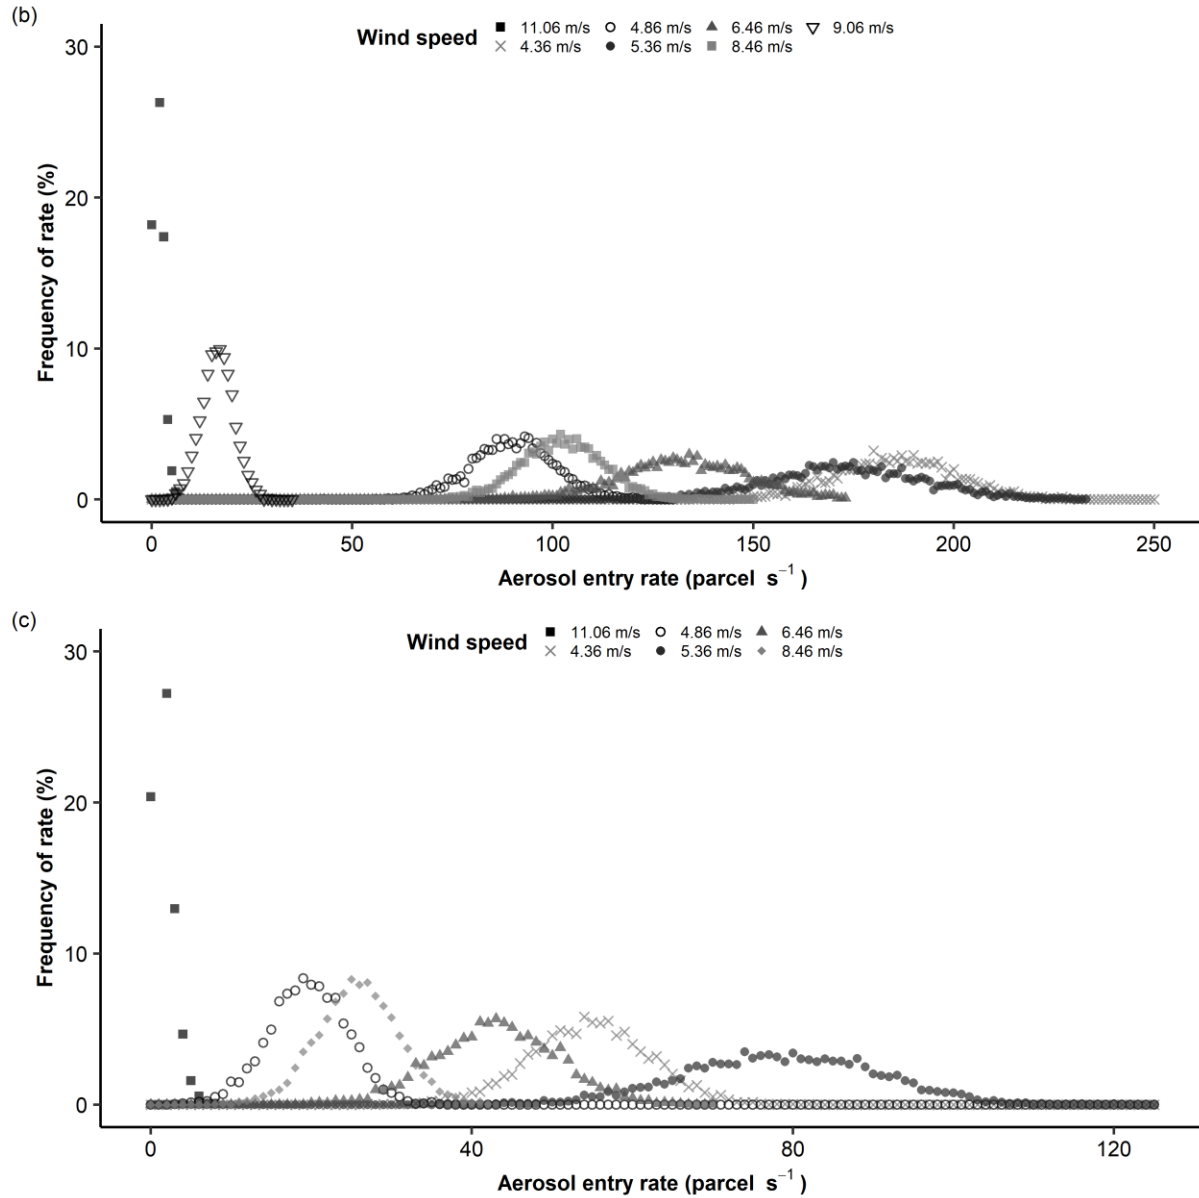 (b)
Wind speed
11.06 m/s 4.86 m/s 6.46 m/s 9.06 m/s
4.36 m/s 5.36 m/s 8.46 m/s
Frequency of rate (%)
30
20
10
0
0 50 100 150 200 250
Aerosol entry rate (parcel s⁻¹ )
(c)
Wind speed
11.06 m/s 4.86 m/s 6.46 m/s
4.36 m/s 5.36 m/s 8.46 m/s
Frequency of rate (%)
30
20
10
0
0 40 80 120
Aerosol entry rate (parcel s⁻¹ )